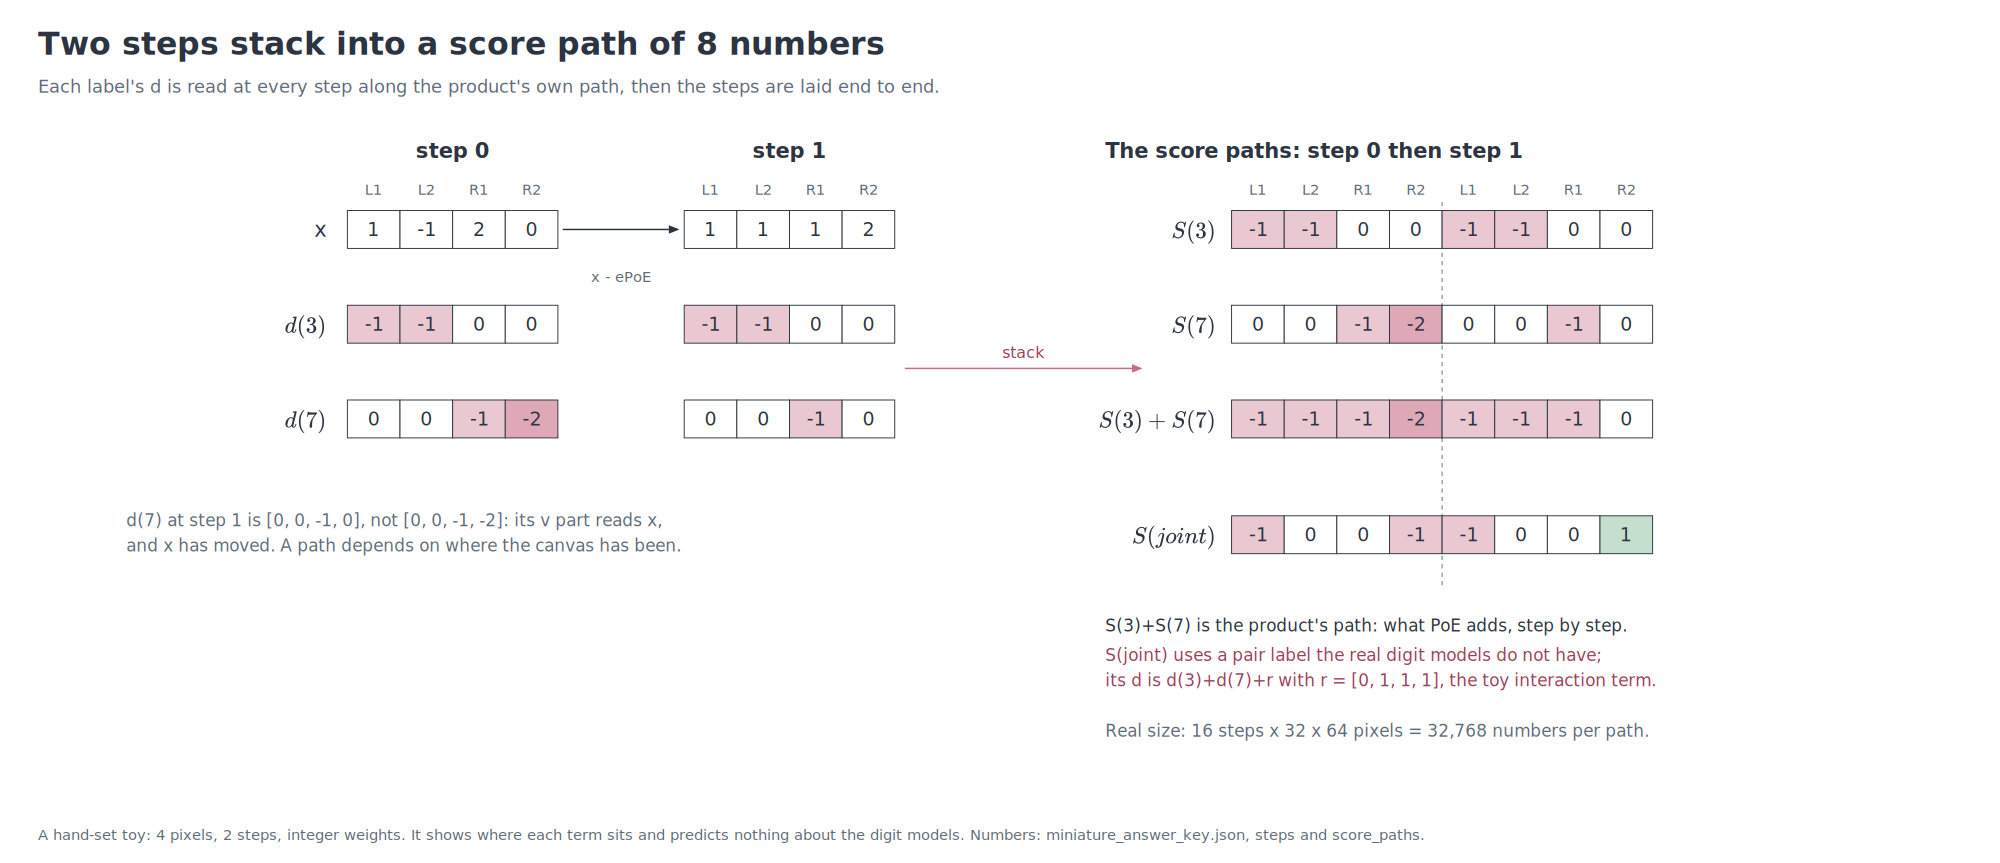 Two steps stack into a score path of 8 numbers
Each label's d is read at every step along the product's own path, then the steps are laid end to end.
step 0
L1 L2 R1 R2
x 1 -1 2 0
x - ePoE
d(3) -1 -1 0 0
d(7) 0 0 -1 -2
step 1
L1 L2 R1 R2
1 1 1 2
-1 -1 0 0
0 0 -1 0
d(7) at step 1 is [0, 0, -1, 0], not [0, 0, -1, -2]: its v part reads x,
and x has moved. A path depends on where the canvas has been.
stack
The score paths: step 0 then step 1
L1 L2 R1 R2 L1 L2 R1 R2
S(3) -1 -1 0 0 -1 -1 0 0
S(7) 0 0 -1 -2 0 0 -1 0
S(3) + S(7) -1 -1 -1 -2 -1 -1 -1 0
S(joint) -1 0 0 -1 -1 0 0 1
S(3)+S(7) is the product's path: what PoE adds, step by step.
S(joint) uses a pair label the real digit models do not have;
its d is d(3)+d(7)+r with r = [0, 1, 1, 1], the toy interaction term.
Real size: 16 steps x 32 x 64 pixels = 32,768 numbers per path.
A hand-set toy: 4 pixels, 2 steps, integer weights. It shows where each term sits and predicts nothing about the digit models. Numbers: miniature_answer_key.json, steps and score_paths.